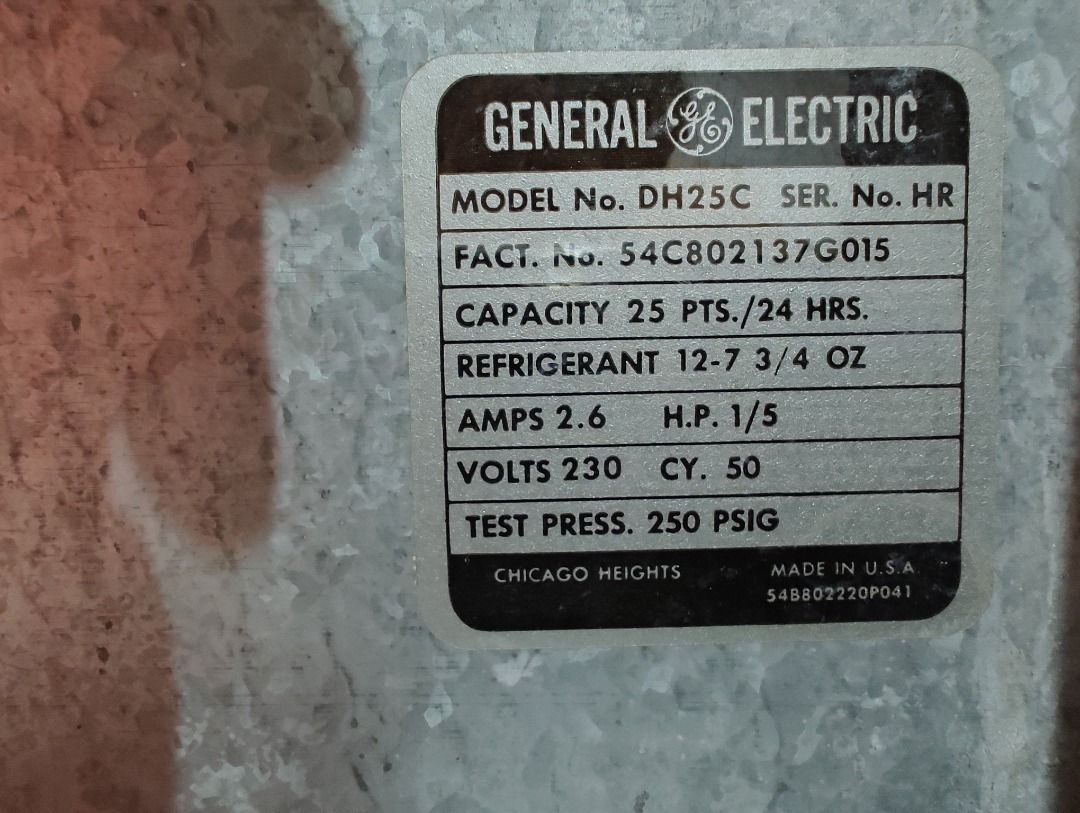 GENERAL GE ELECTRIC
MODEL No. DH25C SER. No. HR
FACT. No. 54C802137G015
CAPACITY 25 PTS./24 HRS.
REFRIGERANT 12-7 3/4 OZ
AMPS 2.6 H.P. 1/5
VOLTS 230 CY. 50
TEST PRESS. 250 PSIG
CHICAGO HEIGHTS MADE IN U.S.A
54B802220P041